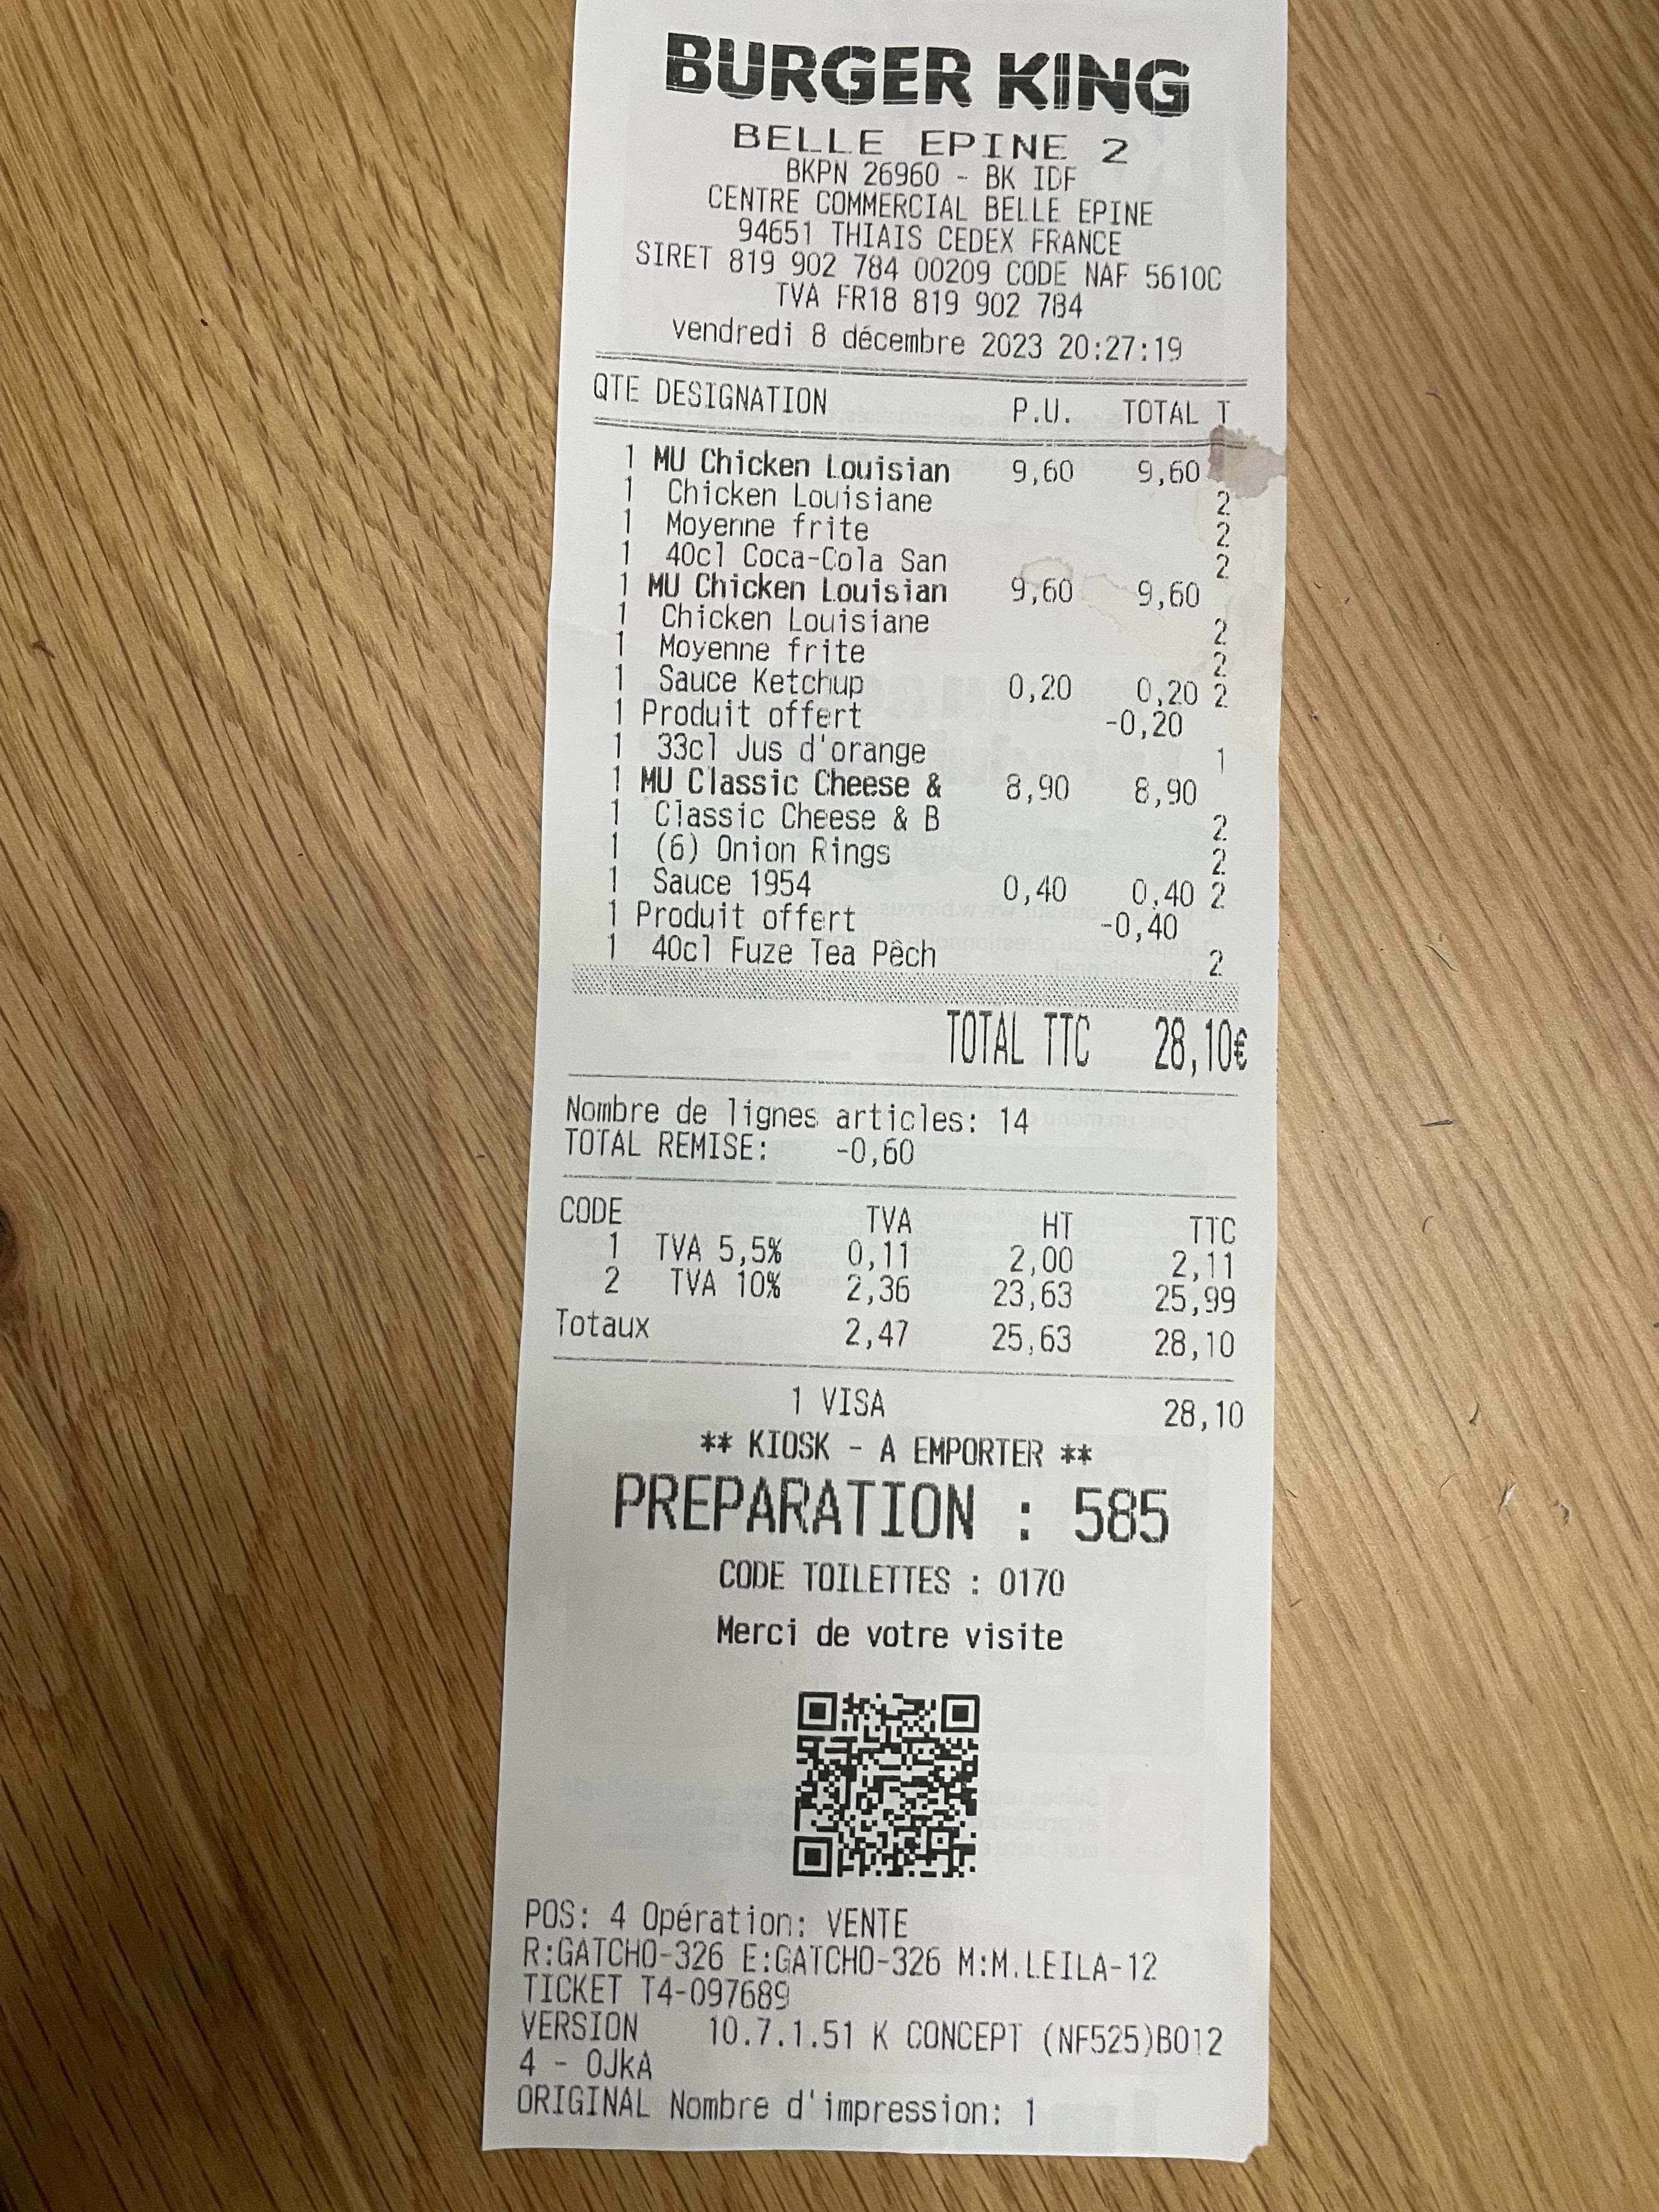 BURGER KING
BELLE EPINE 2
BKPN 26960 - BK IDF
CENTRE COMMERCIAL BELLE EPINE
94651 THIAIS CEDEX FRANCE
SIRET 819 902 784 00209 CODE NAF 5610C
TVA FR18 819 902 784
vendredi 8 décembre 2023 20:27:19
QTE DESIGNATION P.U. TOTAL T
1 MU Chicken Louisian 9,60 9,60
1 Chicken Louisiane 2
1 Moyenne frite 2
1 40cl Coca-Cola San 2
1 MU Chicken Louisian 9,60 9,60
1 Chicken Louisiane 2
1 Moyenne frite 2
1 Sauce Ketchup 0,20 0,20 2
1 Produit offert -0,20
1 33cl Jus d'orange 1
1 MU Classic Cheese & 8,90 8,90
1 Classic Cheese & B 2
1 (6) Onion Rings 2
1 Sauce 1954 0,40 0,40 2
1 Produit offert -0,40
1 40cl Fuze Tea Pêch 2
TOTAL TTC 28,10€
Nombre de lignes articles: 14
TOTAL REMISE: -0,60
CODE TVA HT TTC
1 TVA 5,5% 0,11 2,00 2,11
2 TVA 10% 2,36 23,63 25,99
Totaux 2,47 25,63 28,10
1 VISA 28,10
** KIOSK - A EMPORTER **
PREPARATION : 585
CODE TOILETTES : 0170
Merci de votre visite
POS: 4 Opération: VENTE
R:GATCHO-326 E:GATCHO-326 M:M.LEILA-12
TICKET T4-097689
VERSION 10.7.1.51 K CONCEPT (NF525)B012
4 - OJkA
ORIGINAL Nombre d'impression: 1